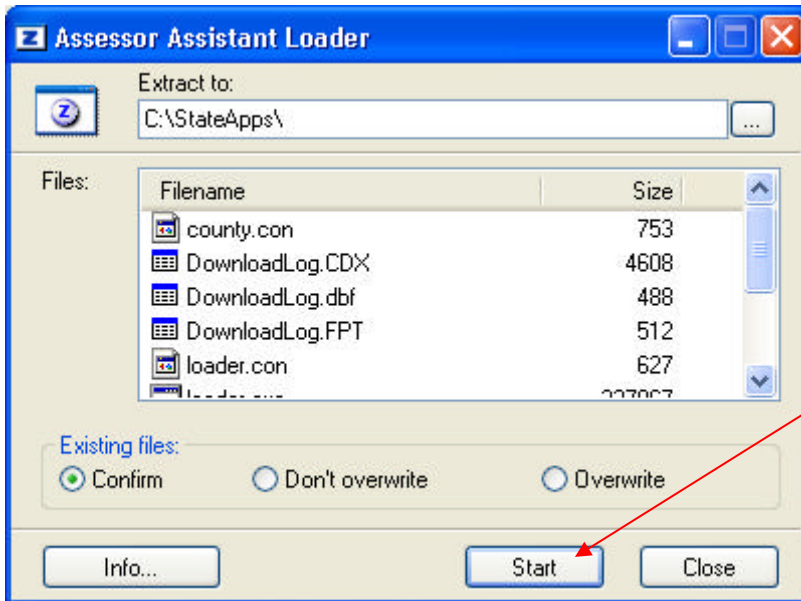 Assessor Assistant Loader
Extract to:
C:\StateApps\
...
Files:
Filename Size
county.con 753
DownloadLog.CDX 4608
DownloadLog.dbf 488
DownloadLog.FPT 512
loader.con 627
Existing files:
Confirm Don't overwrite Overwrite
Info... Start Close